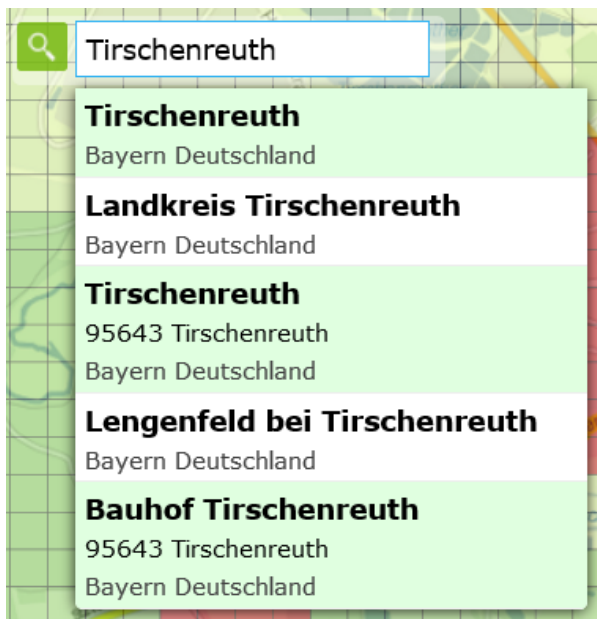 Tirschenreuth
Tirschenreuth
Bayern Deutschland
Landkreis Tirschenreuth
Bayern Deutschland
Tirschenreuth
95643 Tirschenreuth
Bayern Deutschland
Lengenfeld bei Tirschenreuth
Bayern Deutschland
Bauhof Tirschenreuth
95643 Tirschenreuth
Bayern Deutschland